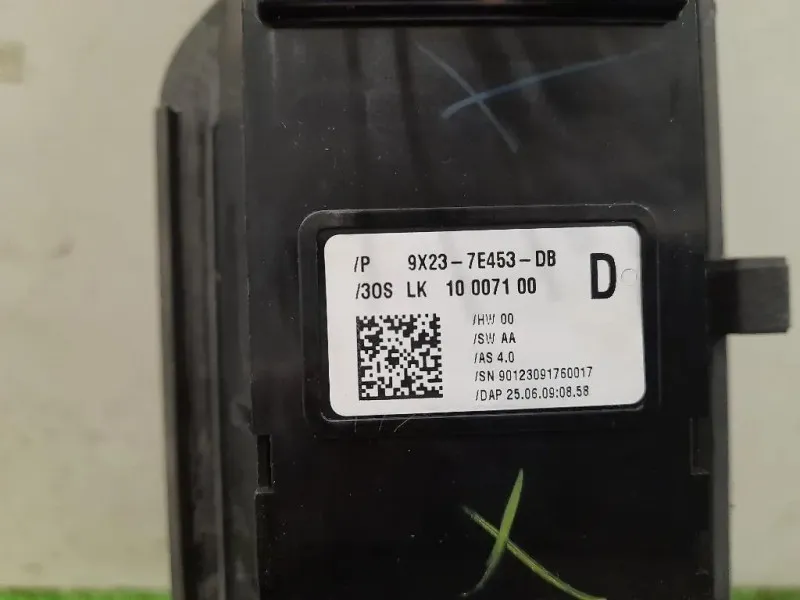 /P 9X23-7E453-DB
/30S LK 10 0071 00
D
/HW 00
/SW AA
/AS 4.0
/SN 90123091760017
/DAP 25.06.09:08.58